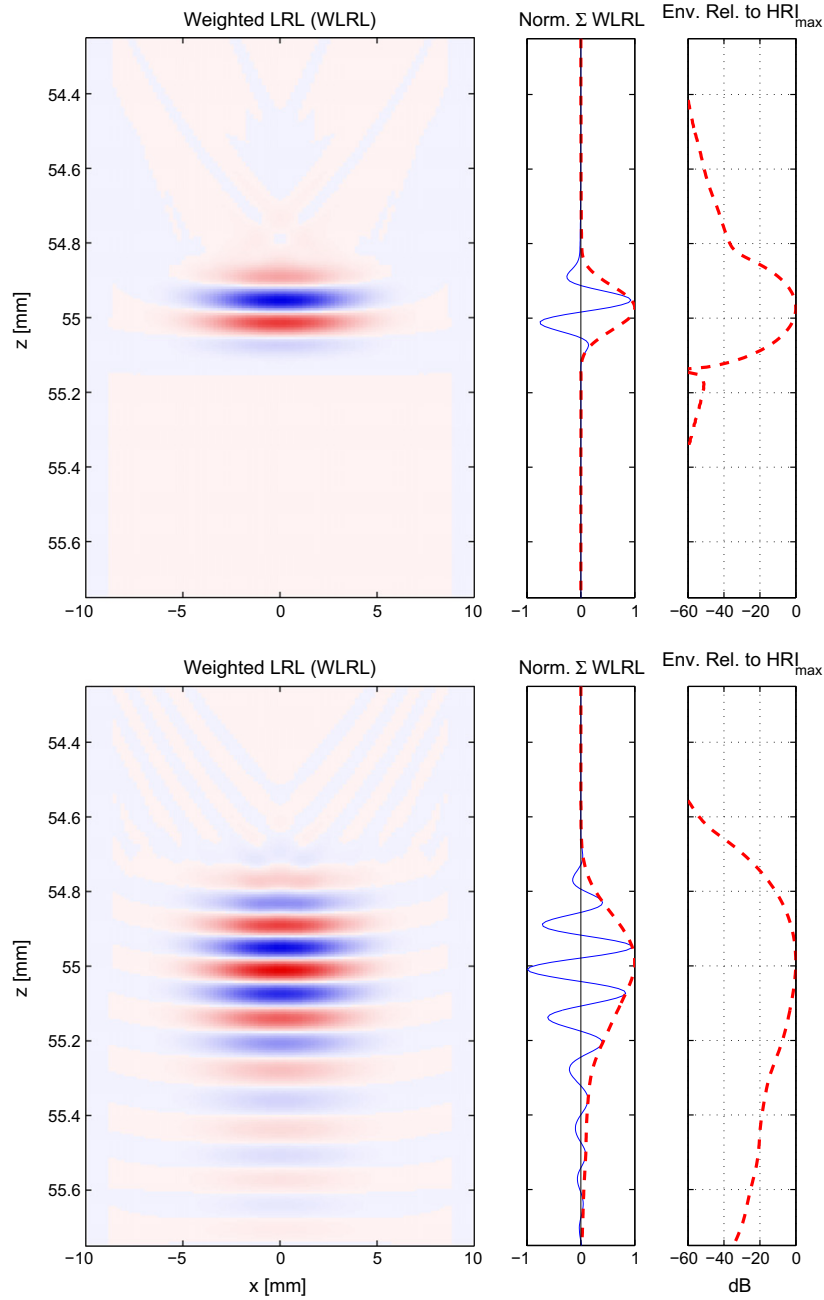 Weighted LRL (WLRL)
Norm. Σ WLRL
Env. Rel. to HRI_max
z [mm]
54.4
54.6
54.8
55
55.2
55.4
55.6
−10 −5 0 5 10
−1 0 1
−60 −40 −20 0
Weighted LRL (WLRL)
Norm. Σ WLRL
Env. Rel. to HRI_max
z [mm]
54.4
54.6
54.8
55
55.2
55.4
55.6
−10 −5 0 5 10
−1 0 1
−60 −40 −20 0
x [mm]
dB